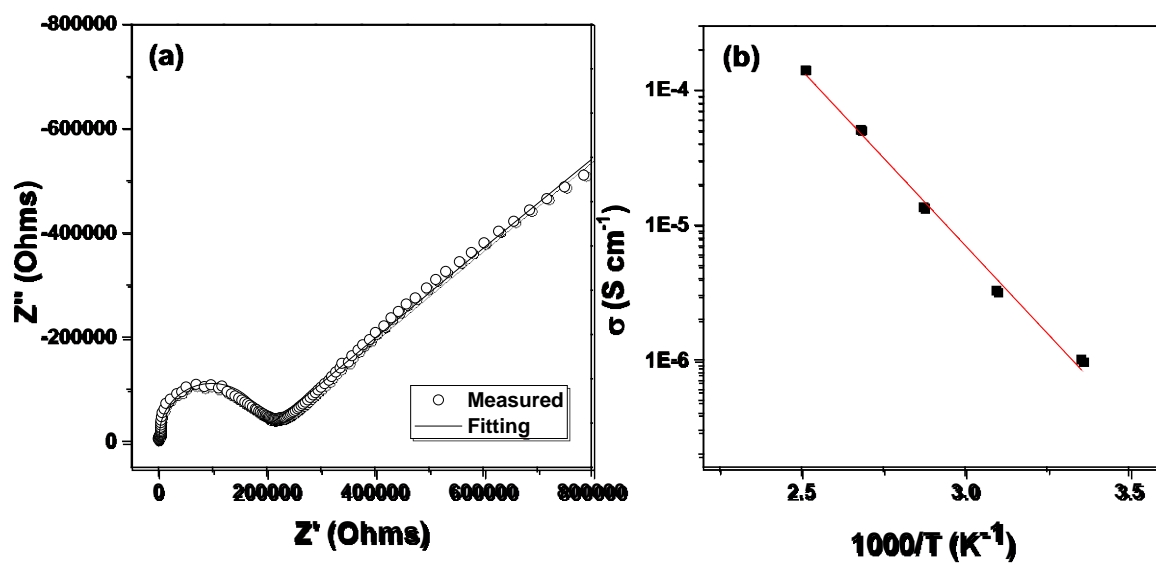 (a)
-800000
-600000
-400000
-200000
0
Z'' (Ohms)
0 200000 400000 600000 800000
Z' (Ohms)
Measured
Fitting
(b)
1E-4
1E-5
1E-6
σ (S cm⁻¹)
2.5 3.0 3.5
1000/T (K⁻¹)